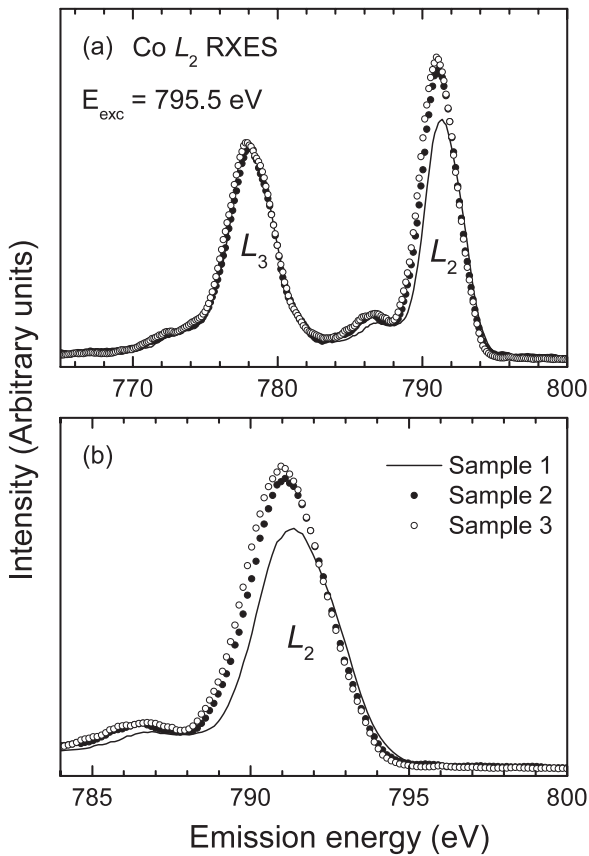 (a) Co L₂ RXES
E_exc = 795.5 eV
L₃
L₂
770 780 790 800
(b)
Sample 1
Sample 2
Sample 3
L₂
785 790 795 800
Intensity (Arbitrary units)
Emission energy (eV)